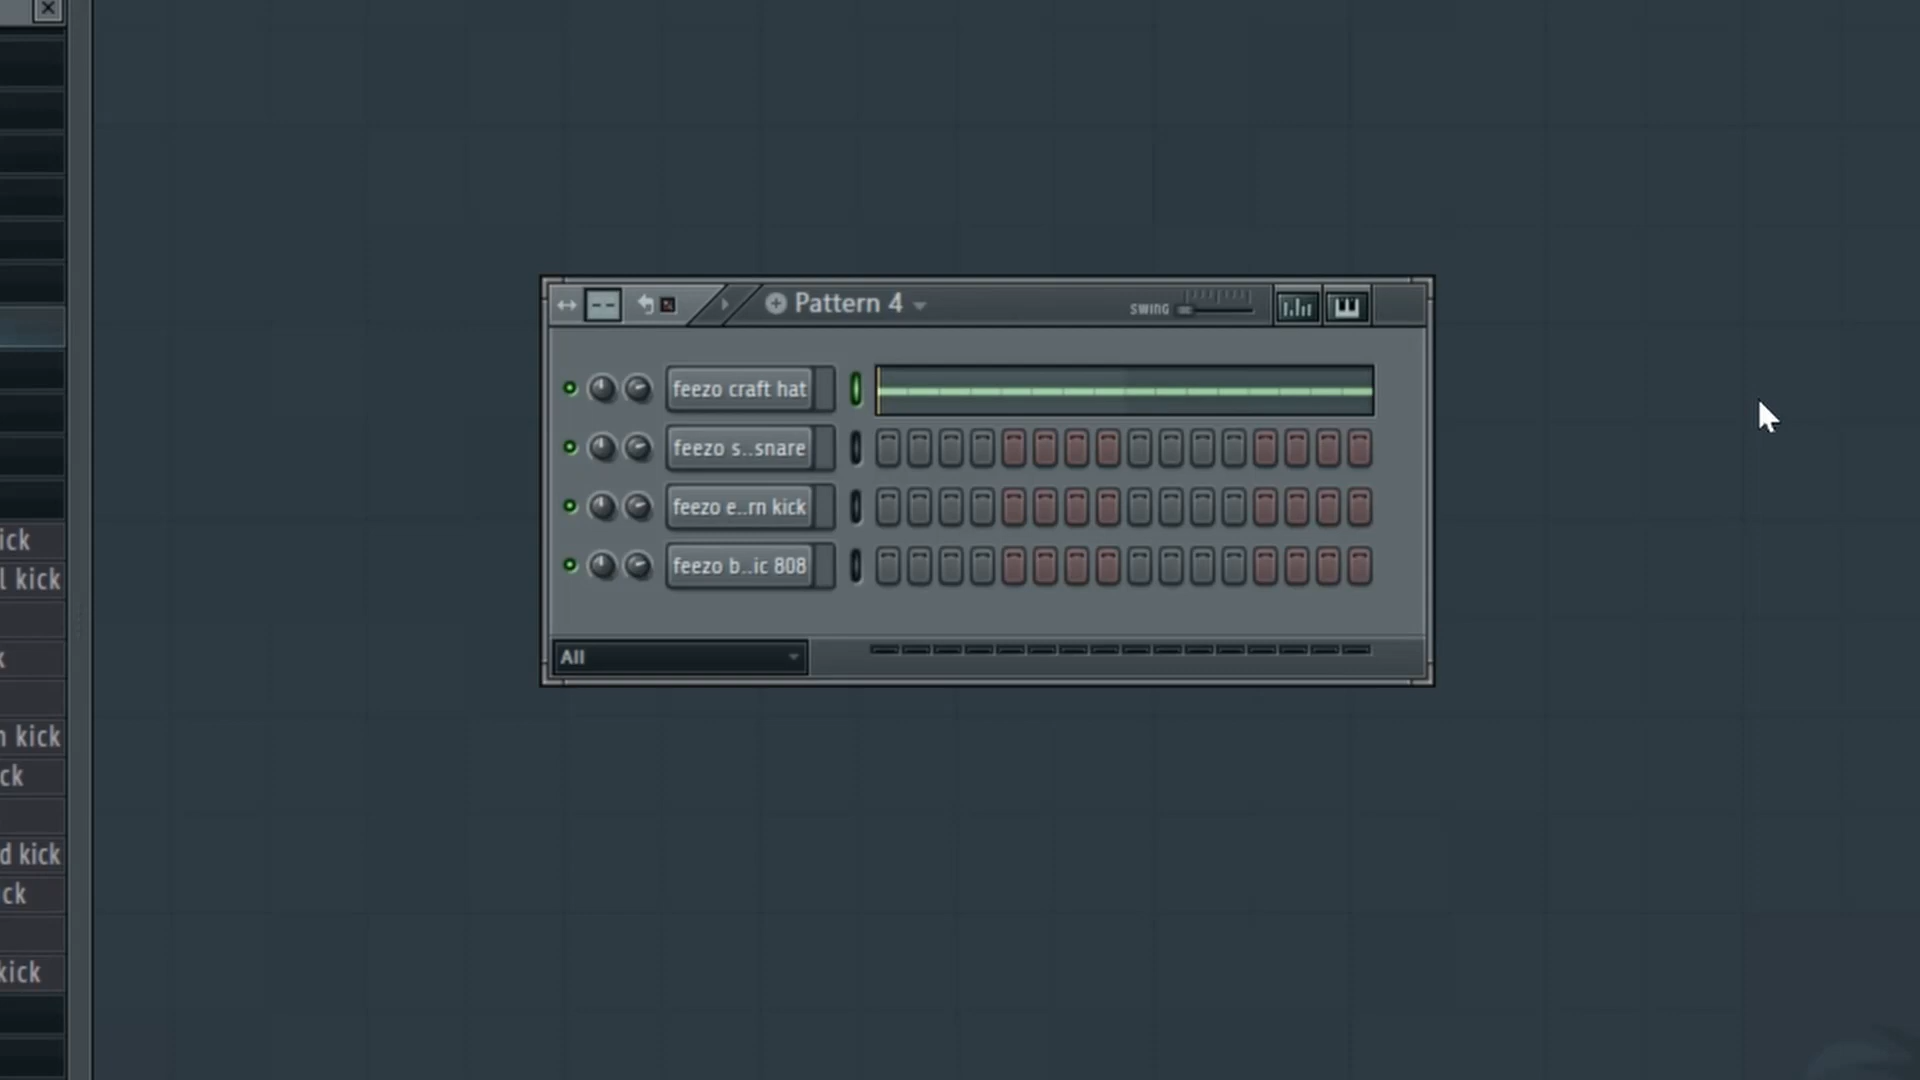 Pattern 4
SWING
feezo craft hat
feezo s..snare
feezo e..rn kick
feezo b..ic 808
All
ick
l kick
n kick
ck
d kick
ck
kick